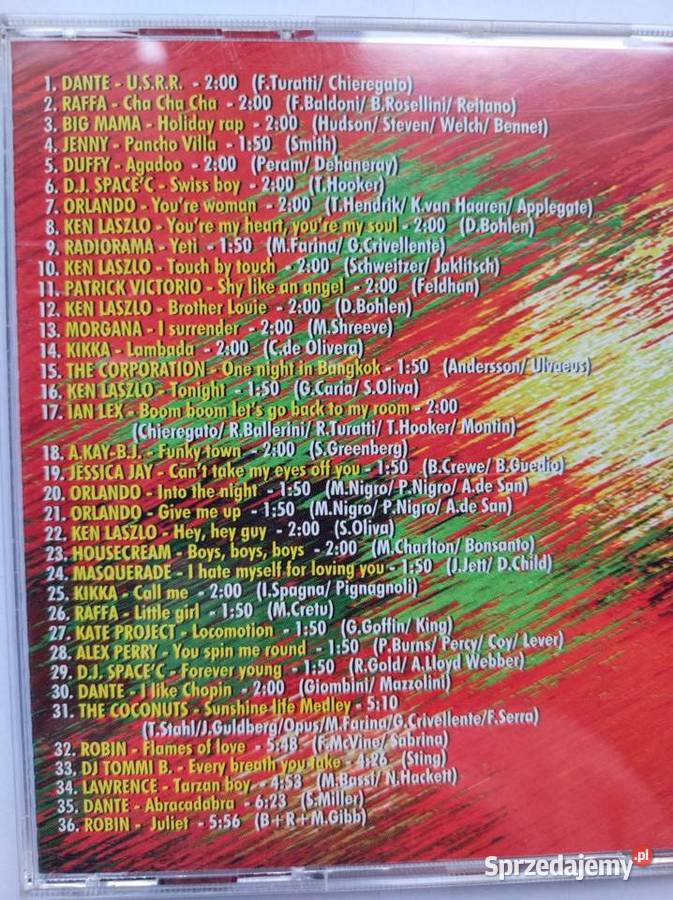 1. DANTE - U.S.R.R. - 2:00 (F.Turatti/ Chieregato)
2. RAFFA - Cha Cha Cha - 2:00 (F.Baldoni/ B.Rosellini/ Reitano)
3. BIG MAMA - Holiday rap - 2:00 (Hudson/ Steven/ Welch/ Bennet)
4. JENNY - Pancho Villa - 1:50 (Smith)
5. DUFFY - Agadoo - 2:00 (Peram/ Dehaneray)
6. D.J. SPACE'C - Swiss boy - 2:00 (T.Hooker)
7. ORLANDO - You're woman - 2:00 (T.Hendrik/ K.van Haaren/ Applegate)
8. KEN LASZLO - You're my heart, you're my soul - 2:00 (D.Bohlen)
9. RADIORAMA - Yeti - 1:50 (M.Farina/ G.Crivellente)
10. KEN LASZLO - Touch by touch - 2:00 (Schweitzer/ Jaklitsch)
11. PATRICK VICTORIO - Shy like an angel - 2:00 (Feldhan)
12. KEN LASZLO - Brother Louie - 2:00 (D.Bohlen)
13. MORGANA - I surrender - 2:00 (M.Shreeve)
14. KIKKA - Lambada - 2:00 (C.de Olivera)
15. THE CORPORATION - One night in Bangkok - 1:50 (Andersson/ Ulvaeus)
16. KEN LASZLO - Tonight - 1:50 (G.Caria/ S.Oliva)
17. IAN LEX - Boom boom let's go back to my room - 2:00
(Chieregato/ R.Ballerini/ R.Turatti/ T.Hooker/ Montin)
18. A.KAY-B.J. - Funky town - 2:00 (S.Greenberg)
19. JESSICA JAY - Can't take my eyes off you - 1:50 (B.Crewe/ B.Guedio)
20. ORLANDO - Into the night - 1:50 (M.Nigro/ P.Nigro/ A.de San)
21. ORLANDO - Give me up - 1:50 (M.Nigro/ P.Nigro/ A.de San)
22. KEN LASZLO - Hey, hey guy - 2:00 (S.Oliva)
23. HOUSECREAM - Boys, boys, boys - 2:00 (M.Charlton/ Bonsanto)
24. MASQUERADE - I hate myself for loving you - 1:50 (J.Jett/ D.Child)
25. KIKKA - Call me - 2:00 (I.Spagna/ Pignagnoli)
26. RAFFA - Little girl - 1:50 (M.Cretu)
27. KATE PROJECT - Locomotion - 1:50 (G.Goffin/ King)
28. ALEX PERRY - You spin me round - 1:50 (P.Burns/ Percy/ Coy/ Lever)
29. D.J. SPACE'C - Forever young - 1:50 (R.Gold/ A.Lloyd Webber)
30. DANTE - I like Chopin - 2:00 (Giombini/ Mazzolini)
31. THE COCONUTS - Sunshine life Medley - 5:10
(T.Stahl/J.Guldberg/Opus/M.Farina/G.Crivellente/F.Serra)
32. ROBIN - Flames of love - 5:48 (F.McVine/ Sabrina)
33. DJ TOMMI B. - Every breath you take - 4:26 (Sting)
34. LAWRENCE - Tarzan boy - 4:53 (M.Bassi/ N.Hackett)
35. DANTE - Abracadabra - 6:23 (S.Miller)
36. ROBIN - Juliet - 5:56 (B+R+M.Gibb)
Sprzedajemy.pl